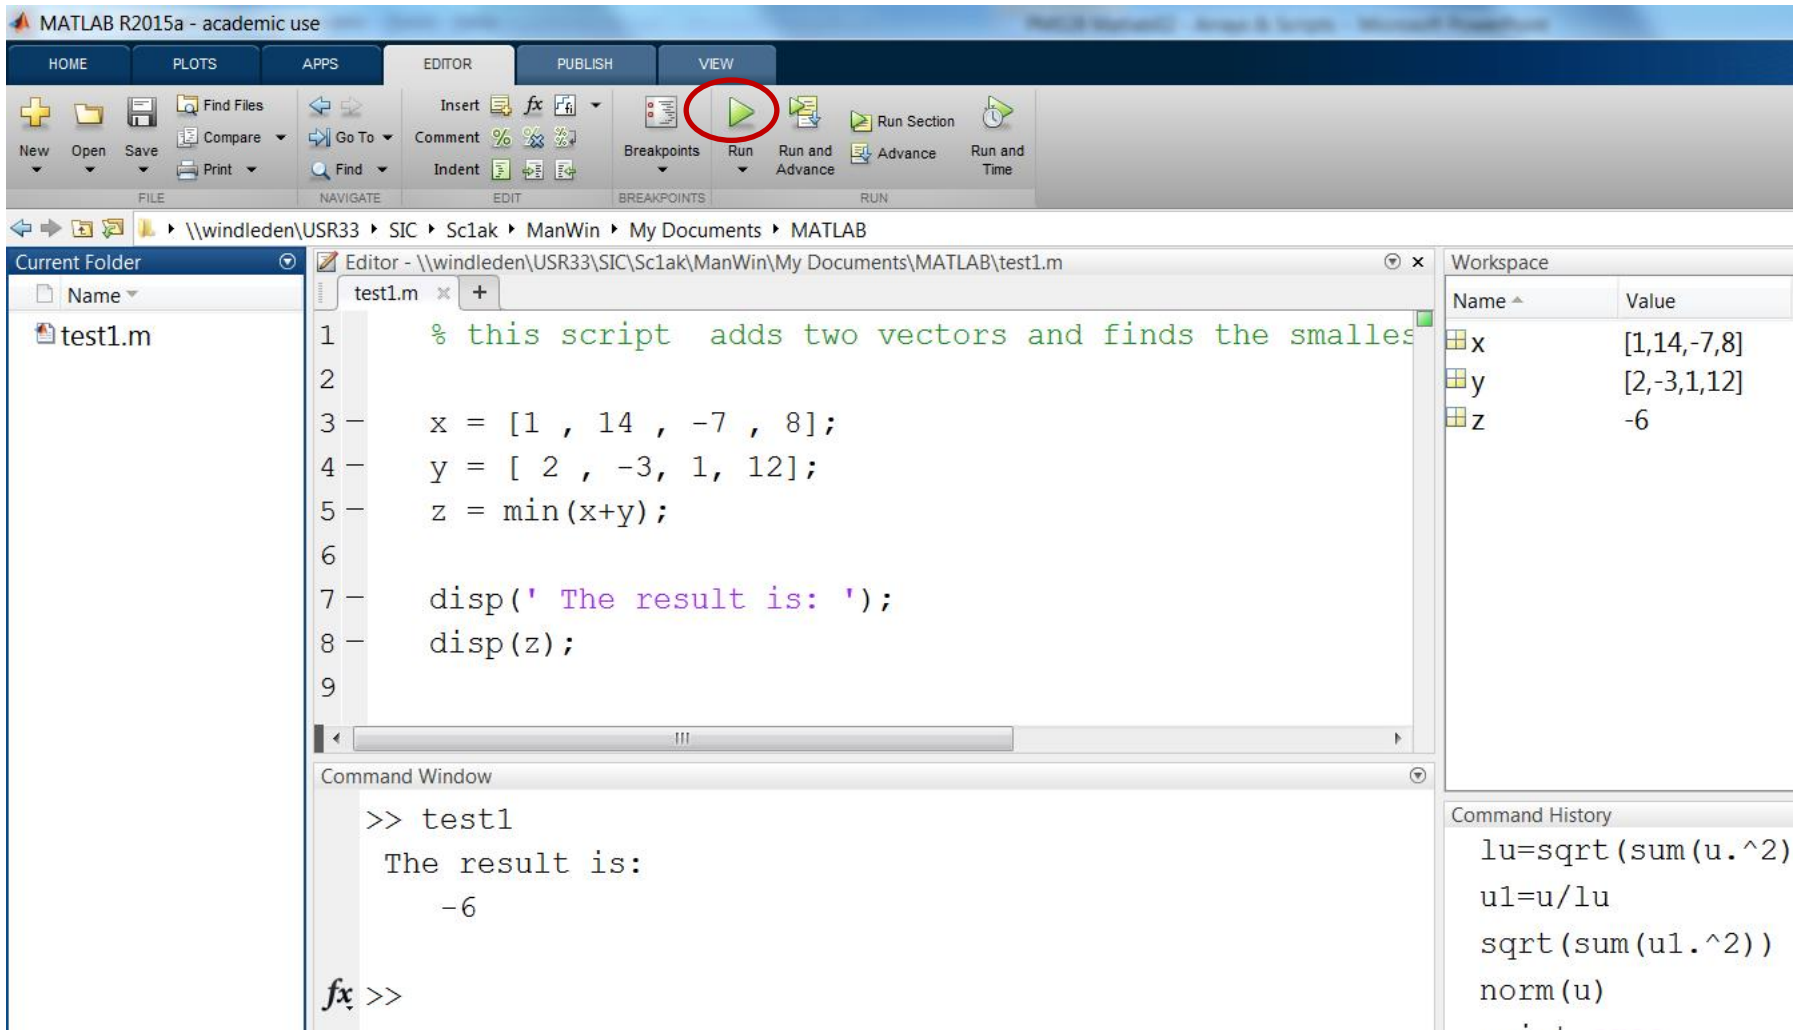 MATLAB R2015a - academic use
HOME PLOTS APPS EDITOR PUBLISH VIEW
New Open Save
Find Files
Compare
Print
FILE
Go To
Find
NAVIGATE
Insert fx fi
Comment % % %
Indent
EDIT
Breakpoints
BREAKPOINTS
Run
Run and Advance
Run Section
Advance
Run and Time
RUN
\\windleden\USR33 SIC Sc1ak ManWin My Documents MATLAB
Current Folder
Name
test1.m
Editor - \\windleden\USR33\SIC\Sc1ak\ManWin\My Documents\MATLAB\test1.m
test1.m × +
1 % this script  adds two vectors and finds the smalles
2
3 – x = [1 , 14 , -7 , 8];
4 – y = [ 2 , -3, 1, 12];
5 – z = min(x+y);
6
7 – disp(' The result is: ');
8 – disp(z);
9
Command Window
>> test1
The result is:
-6
fx >>
Workspace
Name Value
x [1,14,-7,8]
y [2,-3,1,12]
z -6
Command History
lu=sqrt(sum(u.^2)
u1=u/lu
sqrt(sum(u1.^2))
norm(u)